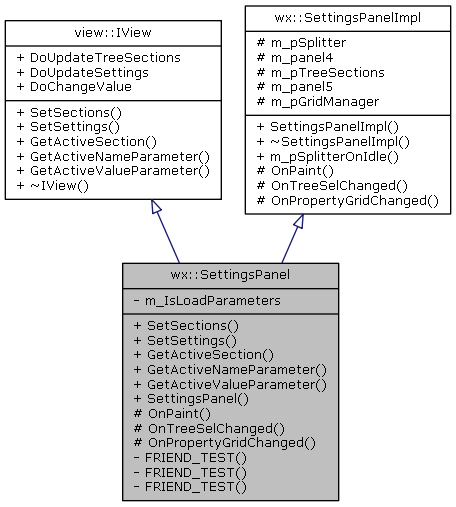 view::IView
+ DoUpdateTreeSections
+ DoUpdateSettings
+ DoChangeValue
+ SetSections()
+ SetSettings()
+ GetActiveSection()
+ GetActiveNameParameter()
+ GetActiveValueParameter()
+ ~IView()
wx::SettingsPanelImpl
# m_pSplitter
# m_panel4
# m_pTreeSections
# m_panel5
# m_pGridManager
+ SettingsPanelImpl()
+ ~SettingsPanelImpl()
+ m_pSplitterOnIdle()
# OnPaint()
# OnTreeSelChanged()
# OnPropertyGridChanged()
wx::SettingsPanel
- m_IsLoadParameters
+ SetSections()
+ SetSettings()
+ GetActiveSection()
+ GetActiveNameParameter()
+ GetActiveValueParameter()
+ SettingsPanel()
# OnPaint()
# OnTreeSelChanged()
# OnPropertyGridChanged()
- FRIEND_TEST()
- FRIEND_TEST()
- FRIEND_TEST()